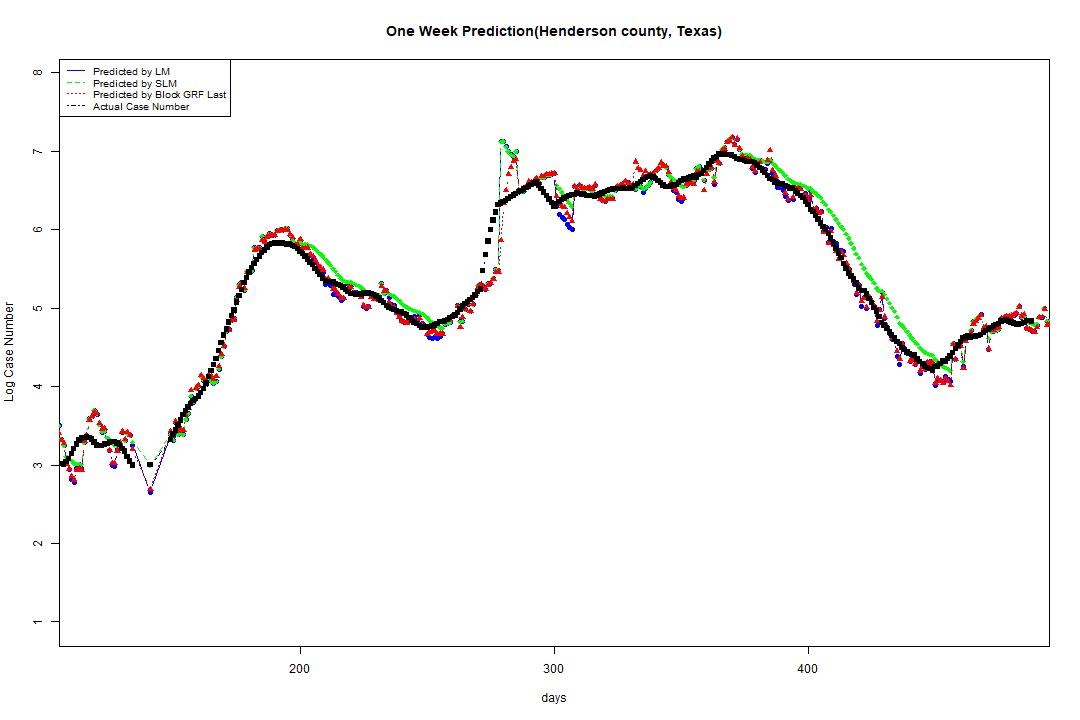 One Week Prediction(Henderson county, Texas)
Predicted by LM
Predicted by SLM
Predicted by Block GRF Last
Actual Case Number
8
7
6
5
4
3
2
1
Log Case Number
200 300 400
days